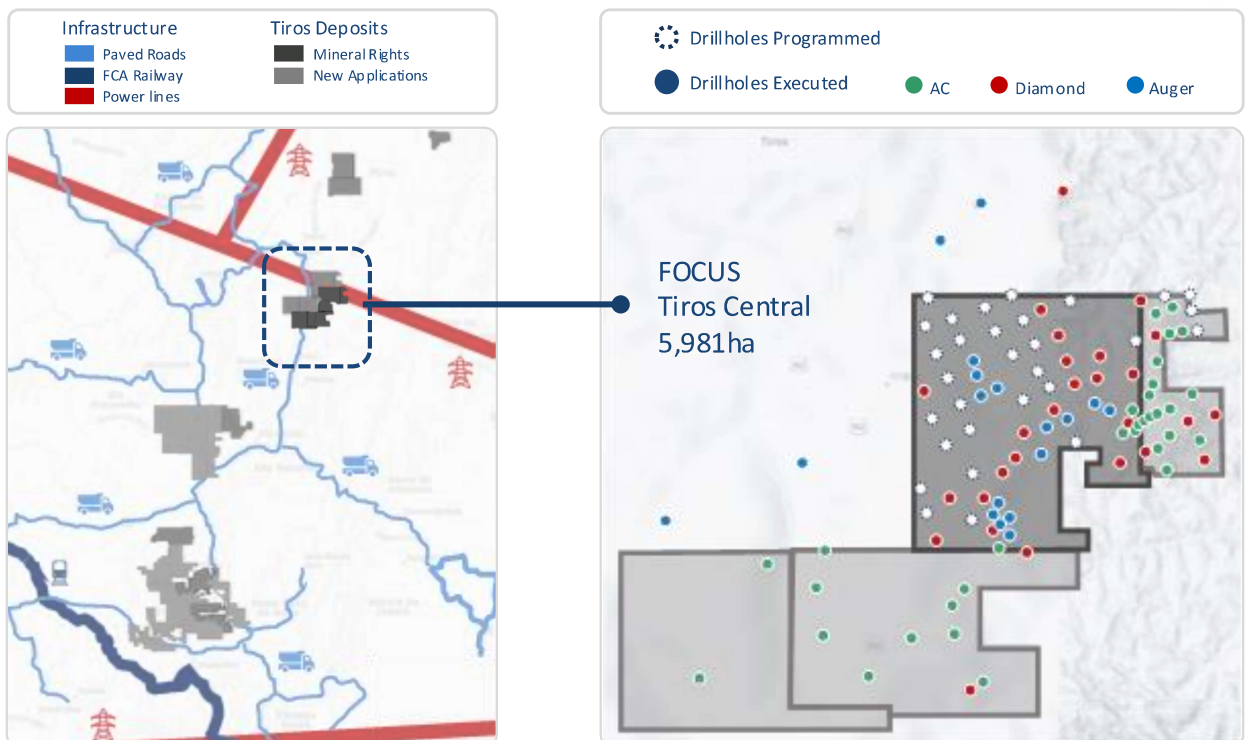 Infrastructure
Paved Roads
FCA Railway
Power lines
Tiros Deposits
Mineral Rights
New Applications
Drillholes Programmed
Drillholes Executed
AC
Diamond
Auger
Tiros
FOCUS
Tiros Central
5,981ha